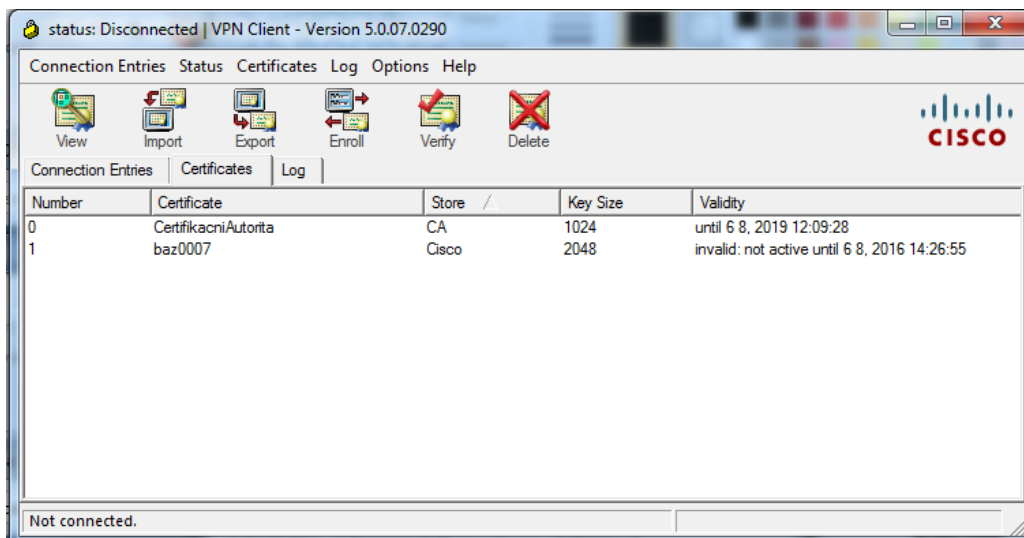 status: Disconnected | VPN Client - Version 5.0.07.0290
Connection Entries Status Certificates Log Options Help
View Import Export Enroll Verify Delete
CISCO
Connection Entries Certificates Log
Number Certificate Store Key Size Validity
0 CertifikacniAutorita CA 1024 until 6 8, 2019 12:09:28
1 baz0007 Cisco 2048 invalid: not active until 6 8, 2016 14:26:55
Not connected.